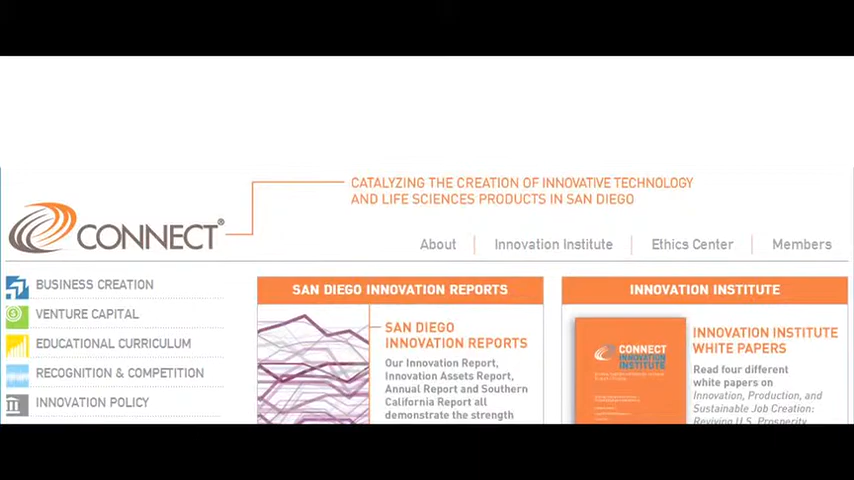 CATALYZING THE CREATION OF INNOVATIVE TECHNOLOGY
AND LIFE SCIENCES PRODUCTS IN SAN DIEGO
CONNECT®
About
Innovation Institute
Ethics Center
Members
BUSINESS CREATION
VENTURE CAPITAL
EDUCATIONAL CURRICULUM
RECOGNITION & COMPETITION
INNOVATION POLICY
SAN DIEGO INNOVATION REPORTS
SAN DIEGO
INNOVATION REPORTS
Our Innovation Report,
Innovation Assets Report,
Annual Report and Southern
California Report all
demonstrate the strength
INNOVATION INSTITUTE
CONNECT
INNOVATION
INSTITUTE
INNOVATION INSTITUTE
WHITE PAPERS
Read four different
white papers on
Innovation, Production, and
Sustainable Job Creation:
Reviving U.S. Prosperity